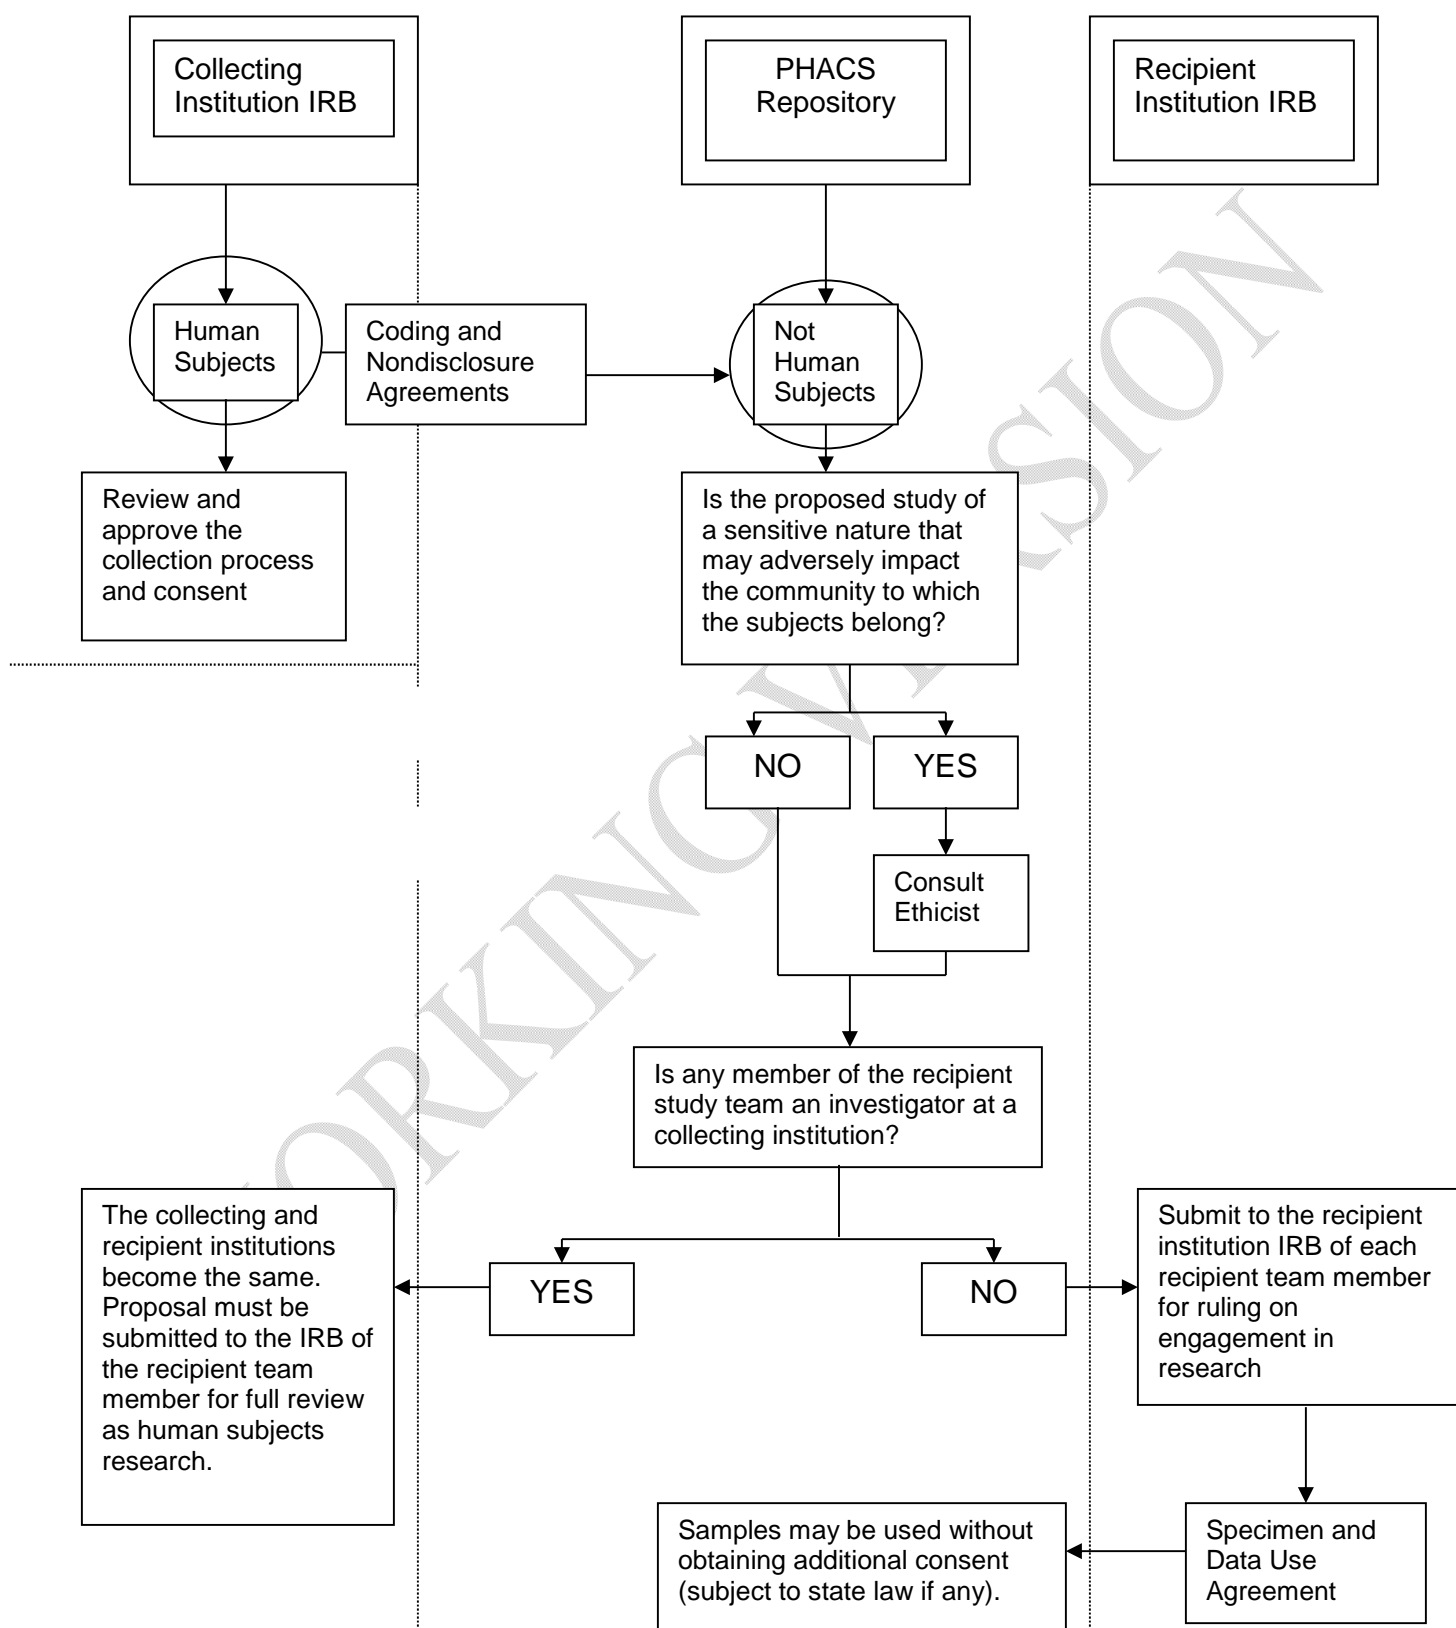 Collecting
Institution IRB
PHACS
Repository
Recipient
Institution IRB
Human
Subjects
Coding and
Nondisclosure
Agreements
Not
Human
Subjects
Review and
approve the
collection process
and consent
Is the proposed study of
a sensitive nature that
may adversely impact
the community to which
the subjects belong?
NO
YES
Consult
Ethicist
Is any member of the recipient
study team an investigator at a
collecting institution?
The collecting and
recipient institutions
become the same.
Proposal must be
submitted to the IRB of
the recipient team
member for full review
as human subjects
research.
YES
NO
Submit to the recipient
institution IRB of each
recipient team member
for ruling on
engagement in
research
Samples may be used without
obtaining additional consent
(subject to state law if any).
Specimen and
Data Use
Agreement
WORKING VERSION